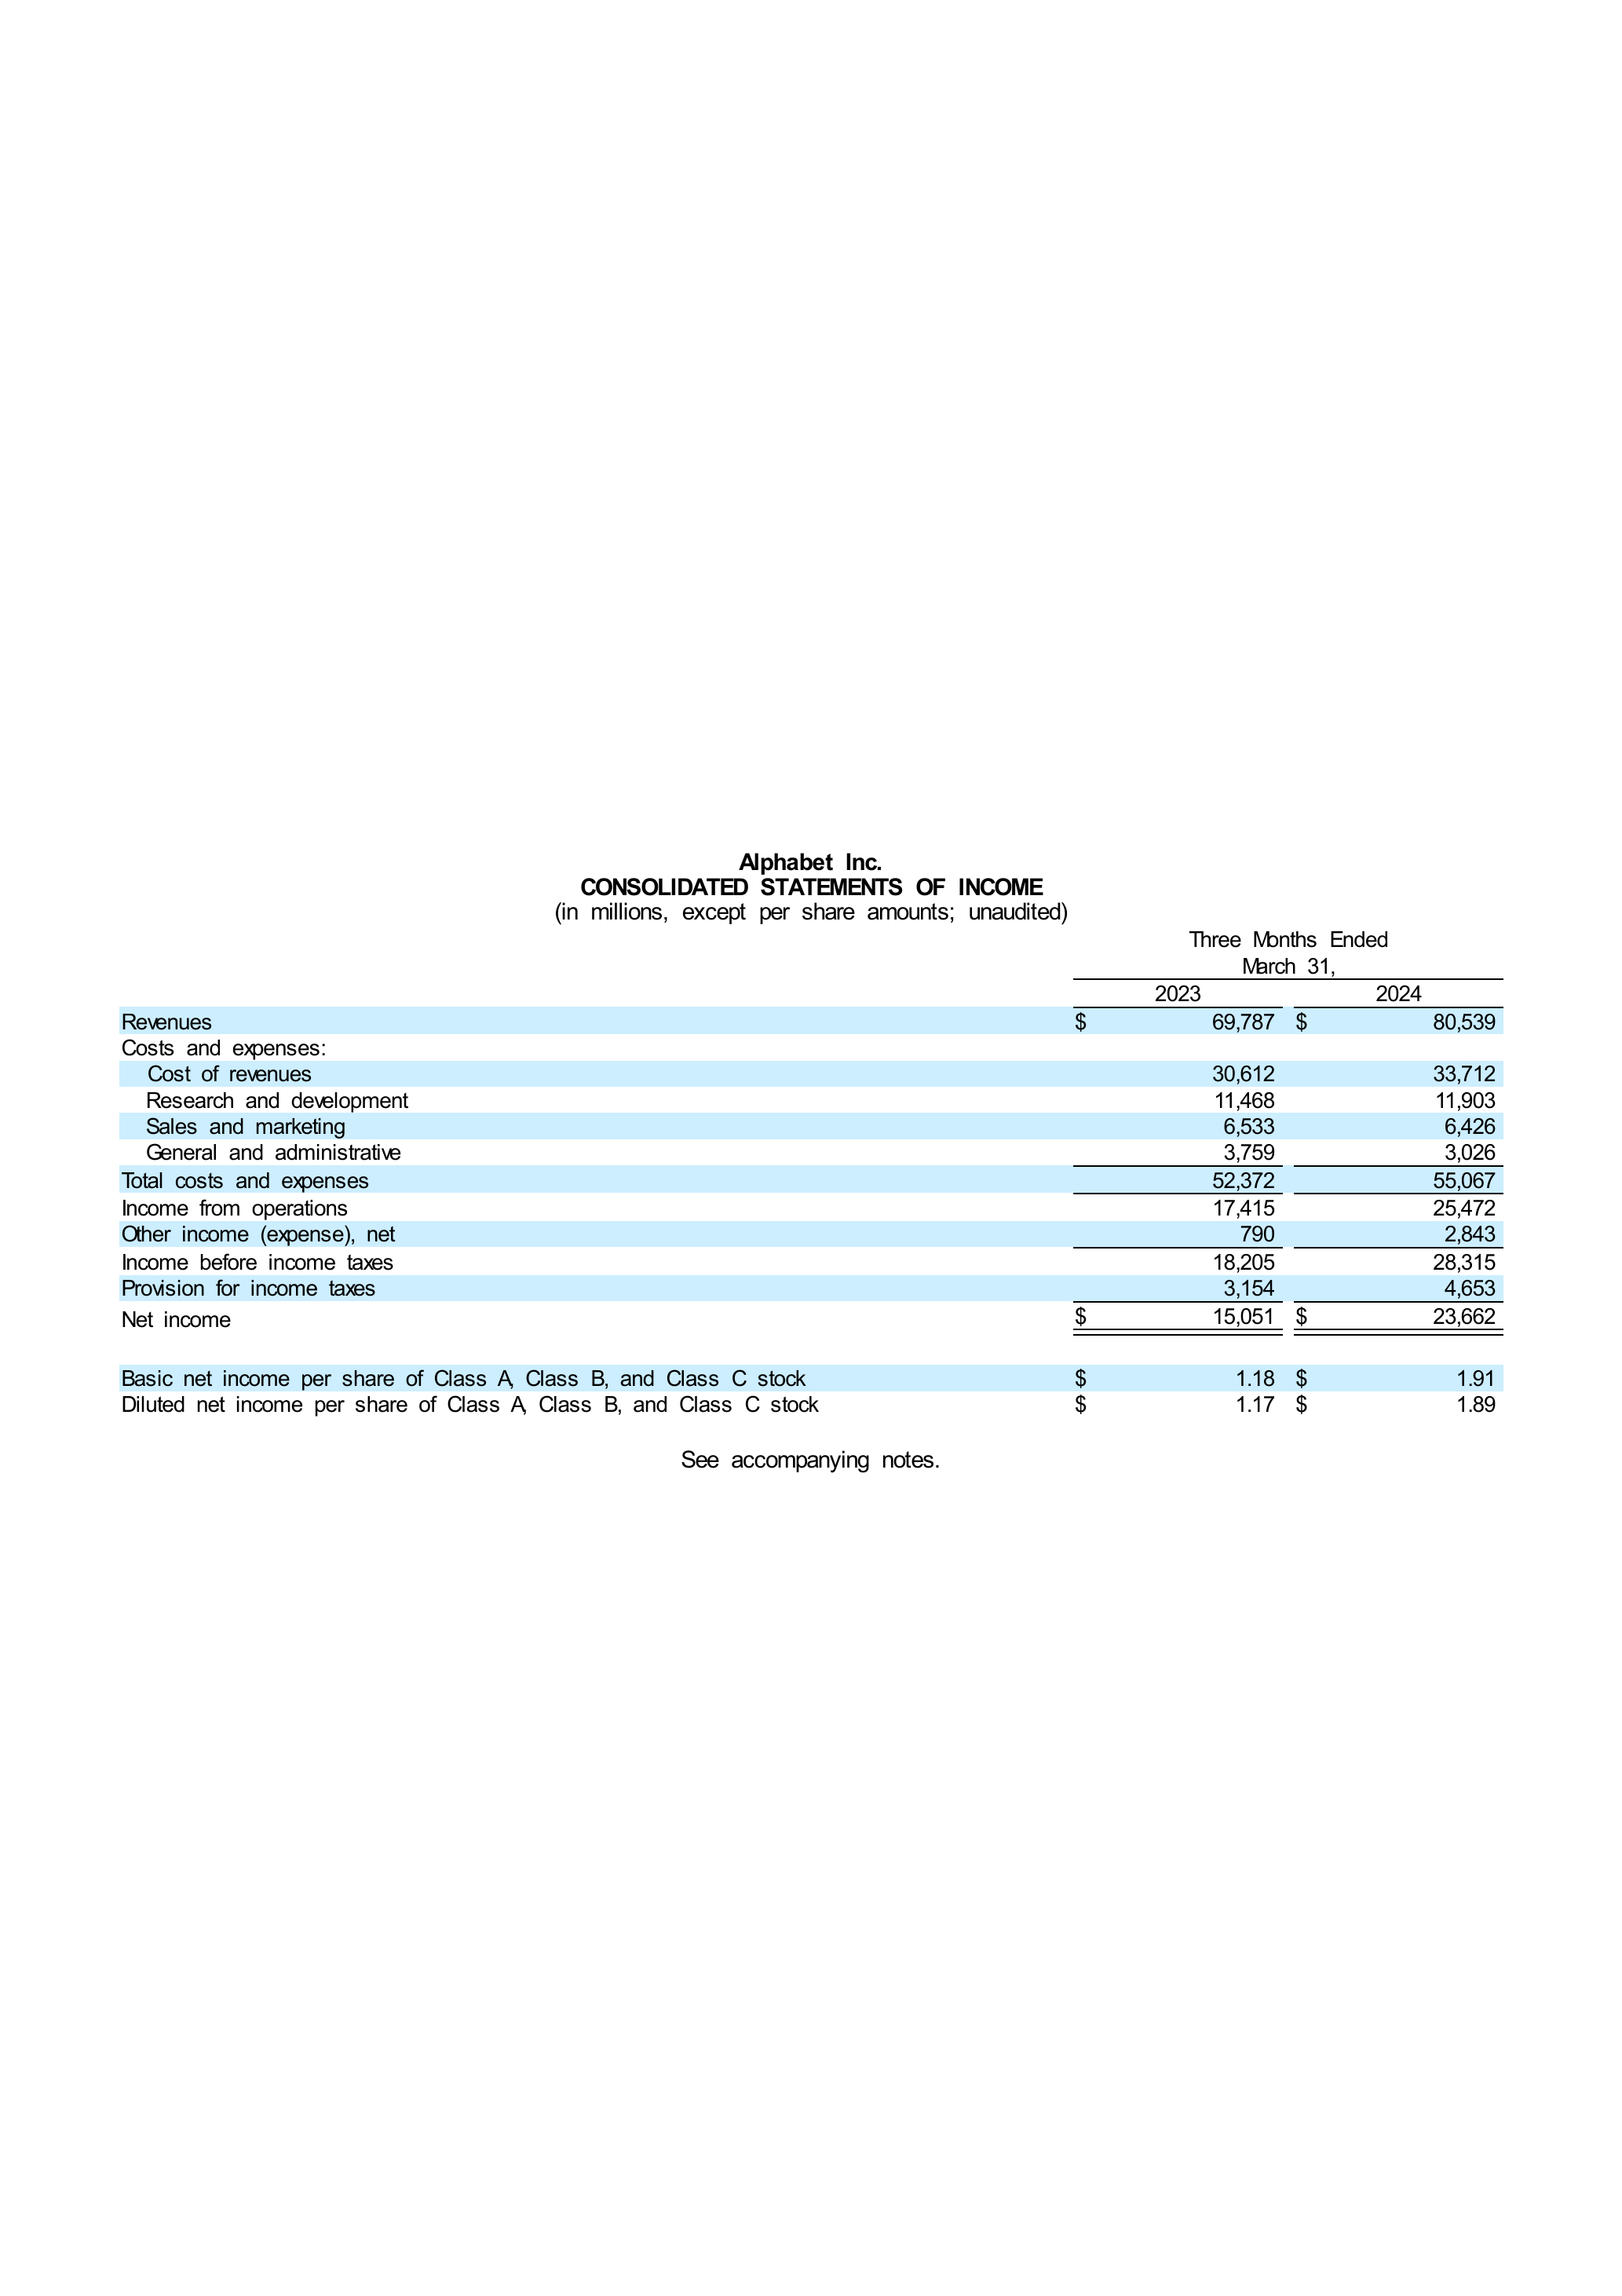 Alphabet Inc.
CONSOLIDATED STATEMENTS OF INCOME
(in millions, except per share amounts; unaudited)
Three Months Ended
March 31,
2023 2024
Revenues $ 69,787 $ 80,539
Costs and expenses:
Cost of revenues 30,612 33,712
Research and development 11,468 11,903
Sales and marketing 6,533 6,426
General and administrative 3,759 3,026
Total costs and expenses 52,372 55,067
Income from operations 17,415 25,472
Other income (expense), net 790 2,843
Income before income taxes 18,205 28,315
Provision for income taxes 3,154 4,653
Net income $ 15,051 $ 23,662
Basic net income per share of Class A, Class B, and Class C stock $ 1.18 $ 1.91
Diluted net income per share of Class A, Class B, and Class C stock $ 1.17 $ 1.89
See accompanying notes.